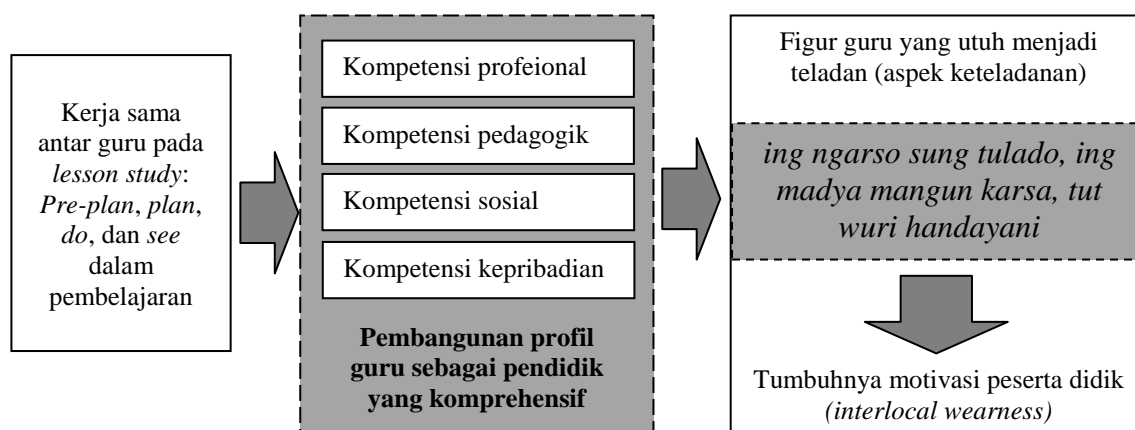 Kerja sama
antar guru pada
lesson study:
Pre-plan, plan,
do, dan see
dalam
pembelajaran
Kompetensi profeional
Kompetensi pedagogik
Kompetensi sosial
Kompetensi kepribadian
Pembangunan profil
guru sebagai pendidik
yang komprehensif
Figur guru yang utuh menjadi
teladan (aspek keteladanan)
ing ngarso sung tulado, ing
madya mangun karsa, tut
wuri handayani
Tumbuhnya motivasi peserta didik
(interlocal wearness)